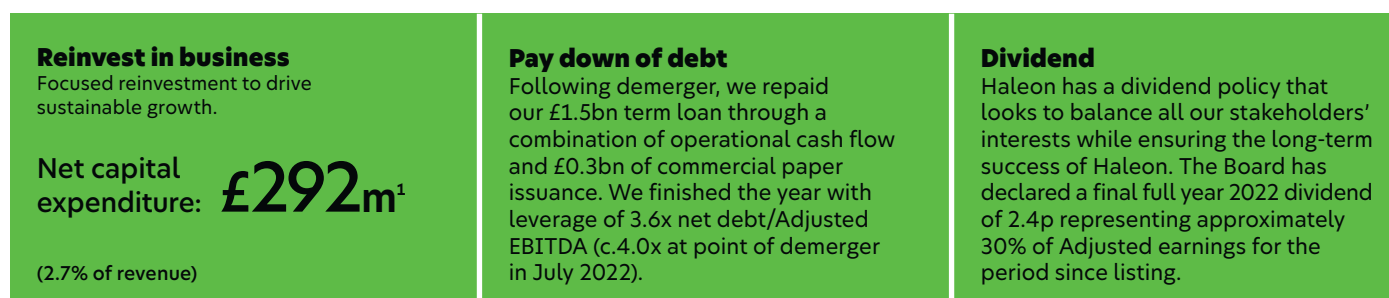 Reinvest in business
Focused reinvestment to drive
sustainable growth.
Net capital
expenditure: £292m¹
(2.7% of revenue)
Pay down of debt
Following demerger, we repaid
our £1.5bn term loan through a
combination of operational cash flow
and £0.3bn of commercial paper
issuance. We finished the year with
leverage of 3.6x net debt/Adjusted
EBITDA (c.4.0x at point of demerger
in July 2022).
Dividend
Haleon has a dividend policy that
looks to balance all our stakeholders’
interests while ensuring the long-term
success of Haleon. The Board has
declared a final full year 2022 dividend
of 2.4p representing approximately
30% of Adjusted earnings for the
period since listing.